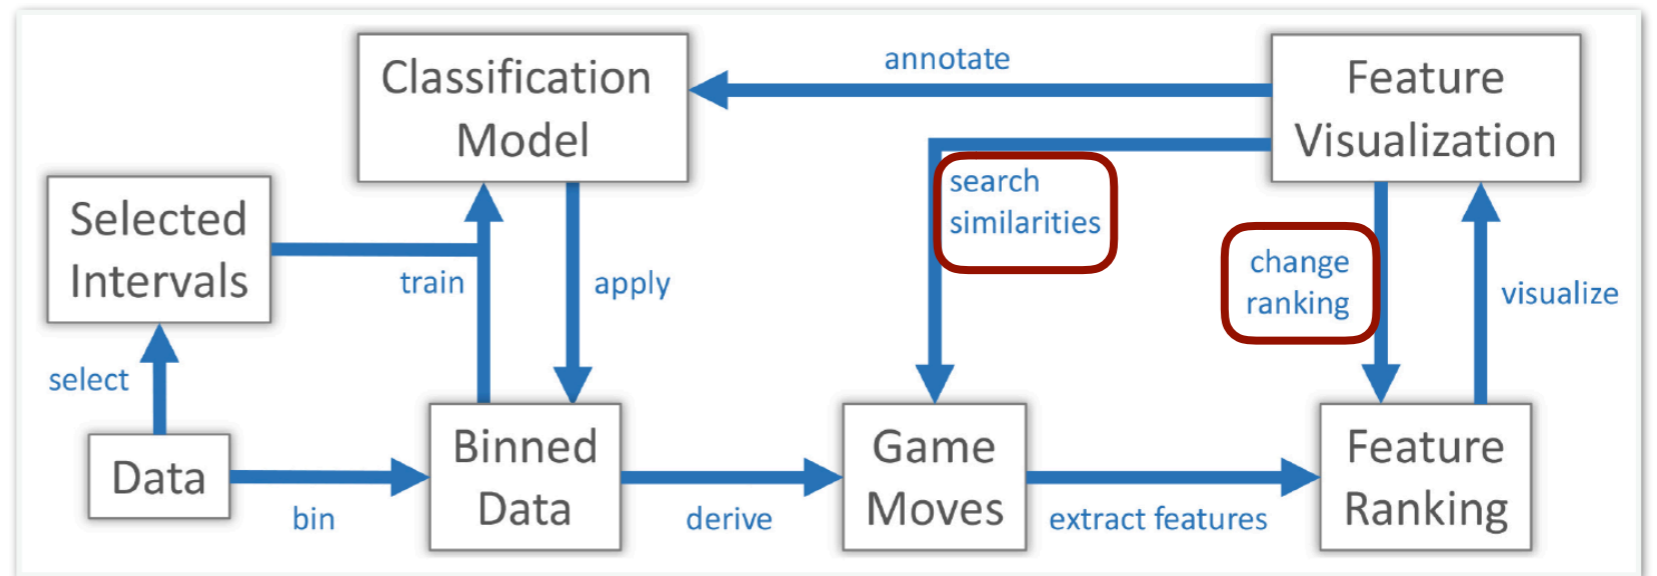 Classification
Model
annotate
Feature
Visualization
search
similarities
Selected
Intervals
train
apply
change
ranking
visualize
select
Data
bin
Binned
Data
derive
Game
Moves
extract features
Feature
Ranking